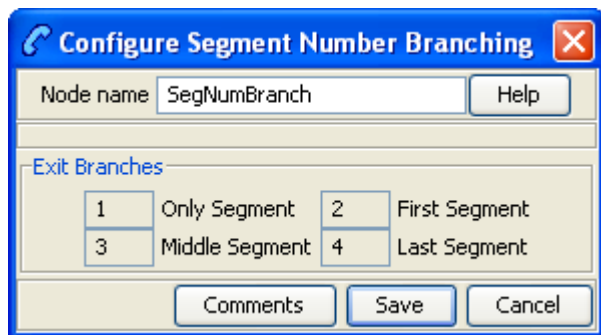 Configure Segment Number Branching
Node name SegNumBranch Help
Exit Branches
1 Only Segment 2 First Segment
3 Middle Segment 4 Last Segment
Comments Save Cancel